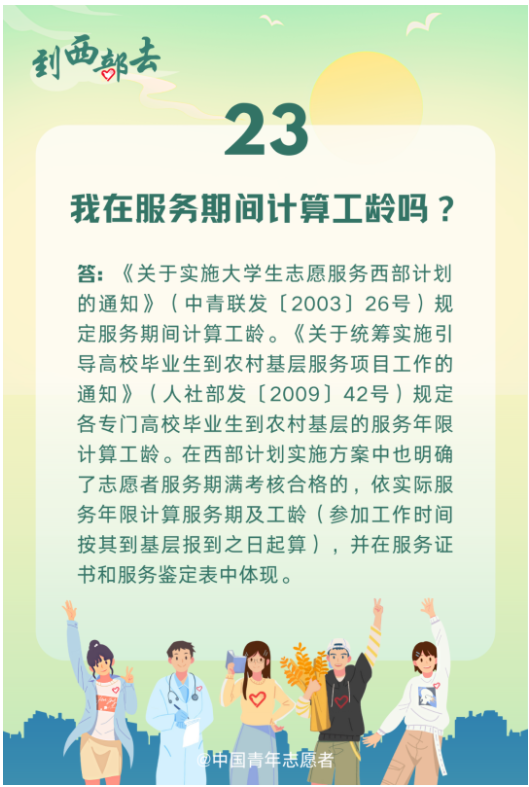 到西部去
23
我在服务期间计算工龄吗？
答：《关于实施大学生志愿服务西部计划
的通知》（中青联发〔2003〕26号）规
定服务期间计算工龄。《关于统筹实施引
导高校毕业生到农村基层服务项目工作的
通知》（人社部发〔2009〕42号）规定
各专门高校毕业生到农村基层的服务年限
计算工龄。在西部计划实施方案中也明确
了志愿者服务期满考核合格的，依实际服
务年限计算服务期及工龄（参加工作时间
按其到基层报到之日起算），并在服务证
书和服务鉴定表中体现。
@中国青年志愿者